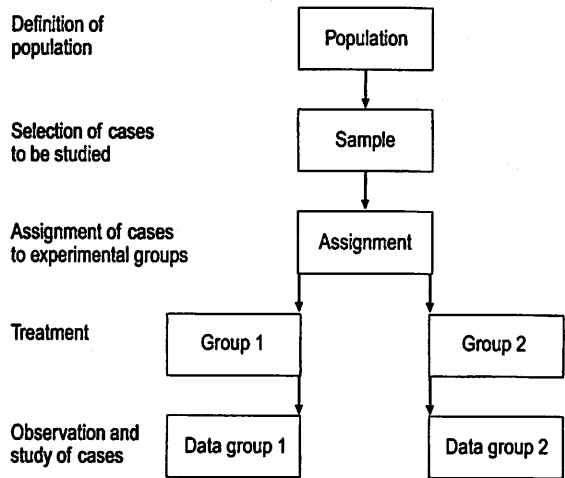 Definition of
population
Population
Selection of cases
to be studied
Sample
Assignment of cases
to experimental groups
Assignment
Treatment
Group 1
Group 2
Observation and
study of cases
Data group 1
Data group 2